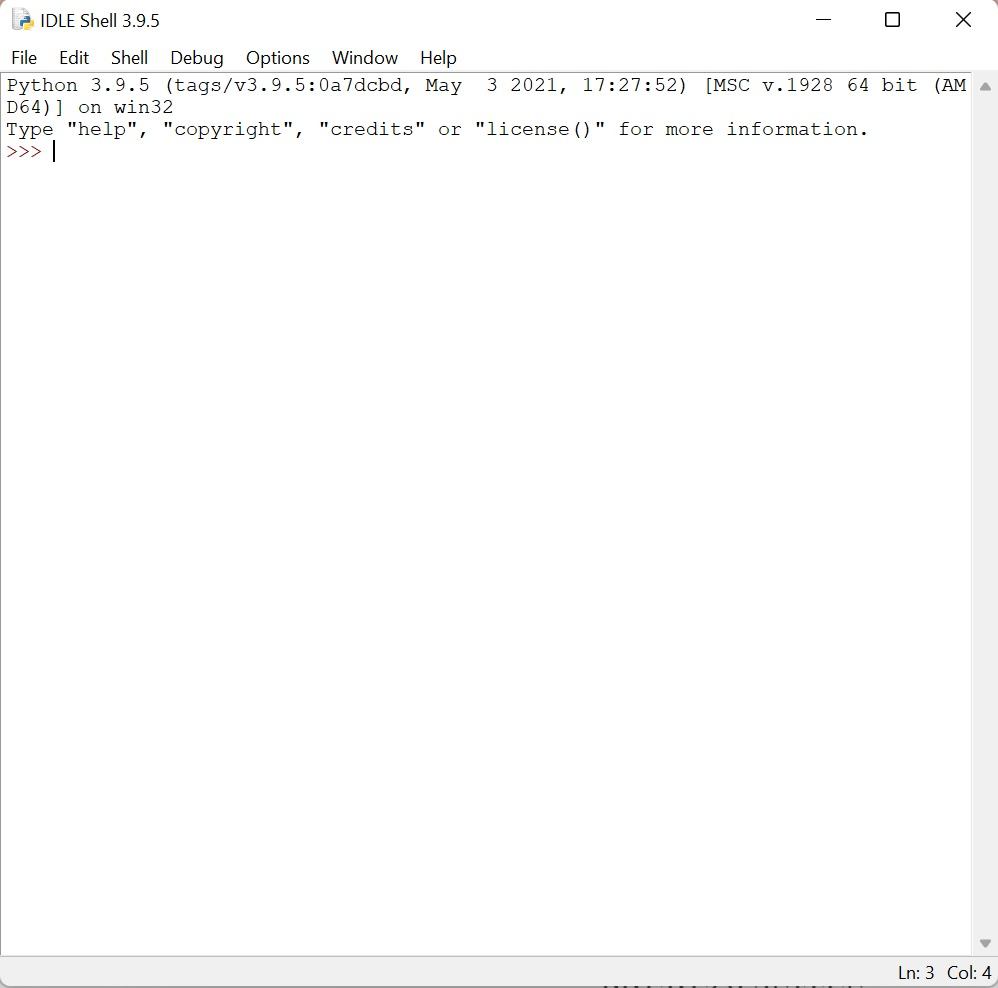 IDLE Shell 3.9.5
File Edit Shell Debug Options Window Help
Python 3.9.5 (tags/v3.9.5:0a7dcbd, May  3 2021, 17:27:52) [MSC v.1928 64 bit (AM
D64)] on win32
Type "help", "copyright", "credits" or "license()" for more information.
>>>
Ln: 3 Col: 4